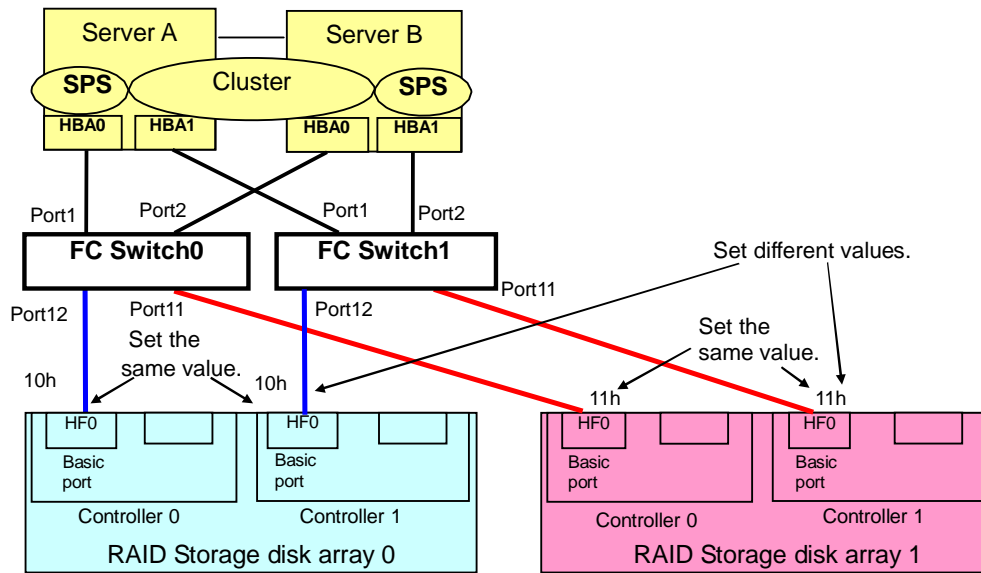 Server A
Server B
SPS
Cluster
SPS
HBA0
HBA1
HBA0
HBA1
Port1
Port2
Port1
Port2
FC Switch0
FC Switch1
Set different values.
Port12
Port11
Port12
Port11
Set the
same value.
Set the
same value.
10h
10h
11h
11h
HF0
HF0
HF0
HF0
Basic
port
Basic
port
Basic
port
Basic
port
Controller 0
Controller 1
Controller 0
Controller 1
RAID Storage disk array 0
RAID Storage disk array 1